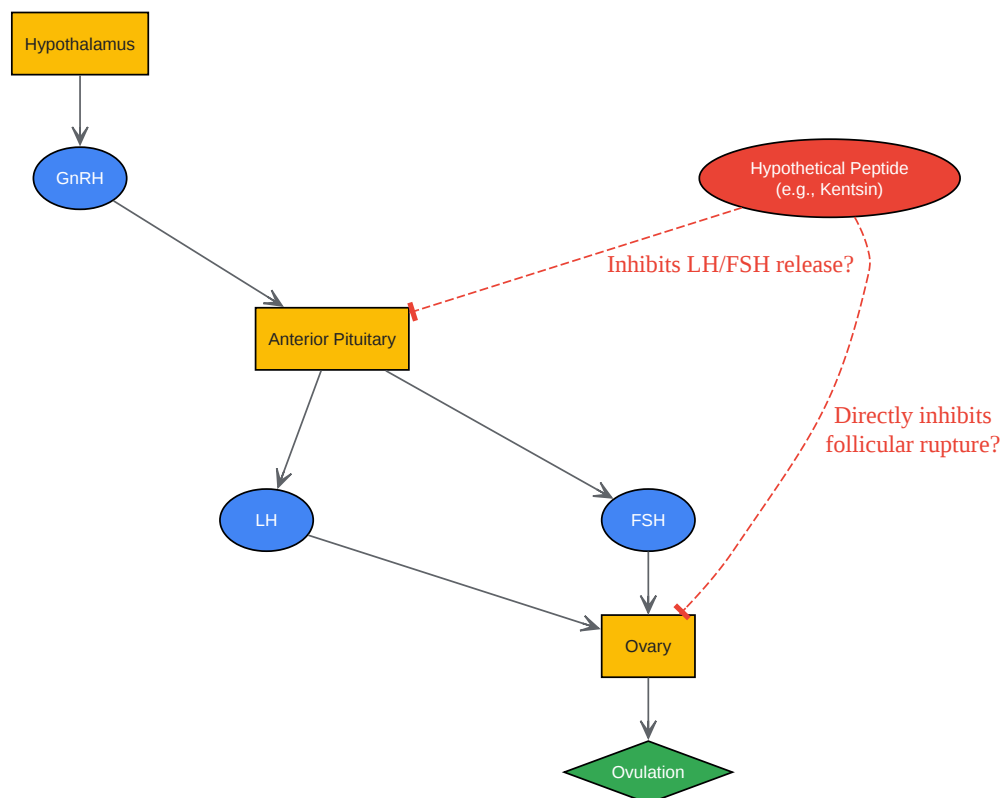 Hypothalamus
GnRH
Hypothetical Peptide
(e.g., Kentsin)
Inhibits LH/FSH release?
Anterior Pituitary
Directly inhibits
follicular rupture?
LH
FSH
Ovary
Ovulation